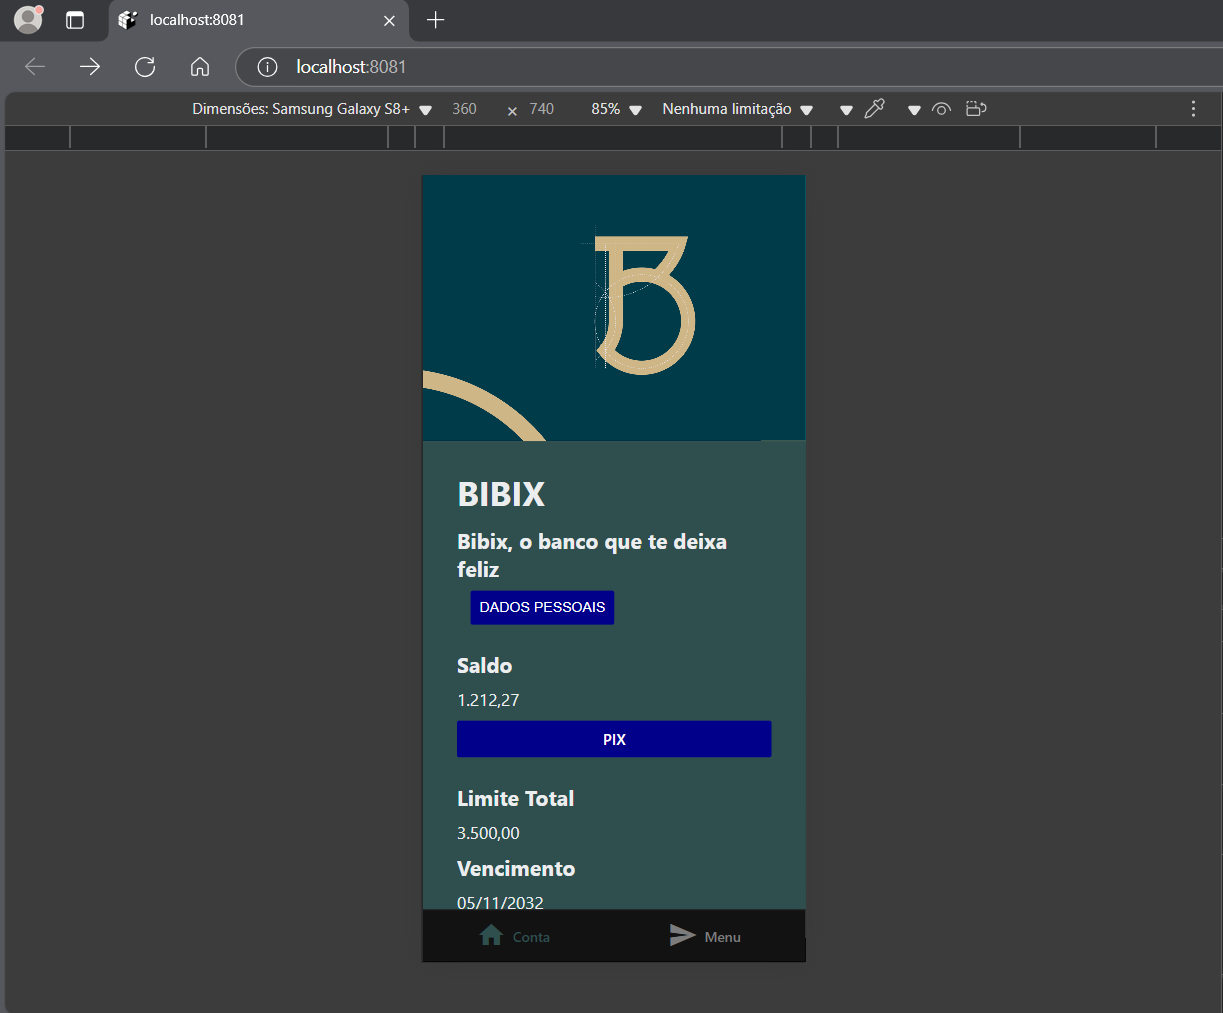 localhost:8081
localhost:8081
Dimensões: Samsung Galaxy S8+ 360 × 740 85% Nenhuma limitação
BIBIX
Bibix, o banco que te deixa
feliz
DADOS PESSOAIS
Saldo
1.212,27
PIX
Limite Total
3.500,00
Vencimento
05/11/2032
Conta Menu